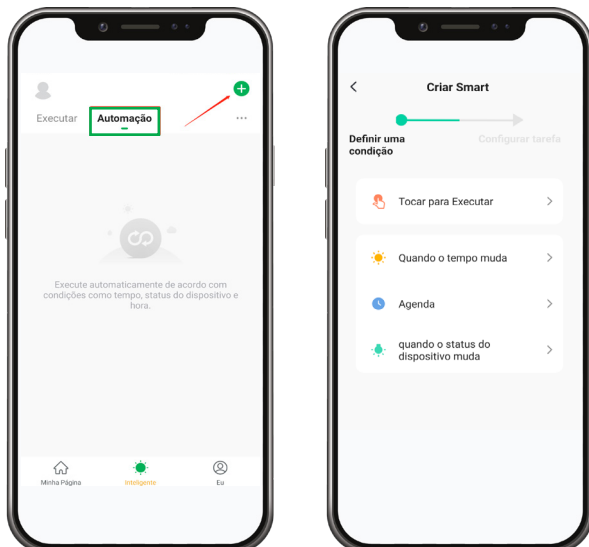 Executar Automação
Execute automaticamente de acordo com
condições como tempo, status do dispositivo e
hora.
Minha Página Inteligente Eu
Criar Smart
Definir uma
condição
Configurar tarefa
Tocar para Executar
Quando o tempo muda
Agenda
quando o status do
dispositivo muda